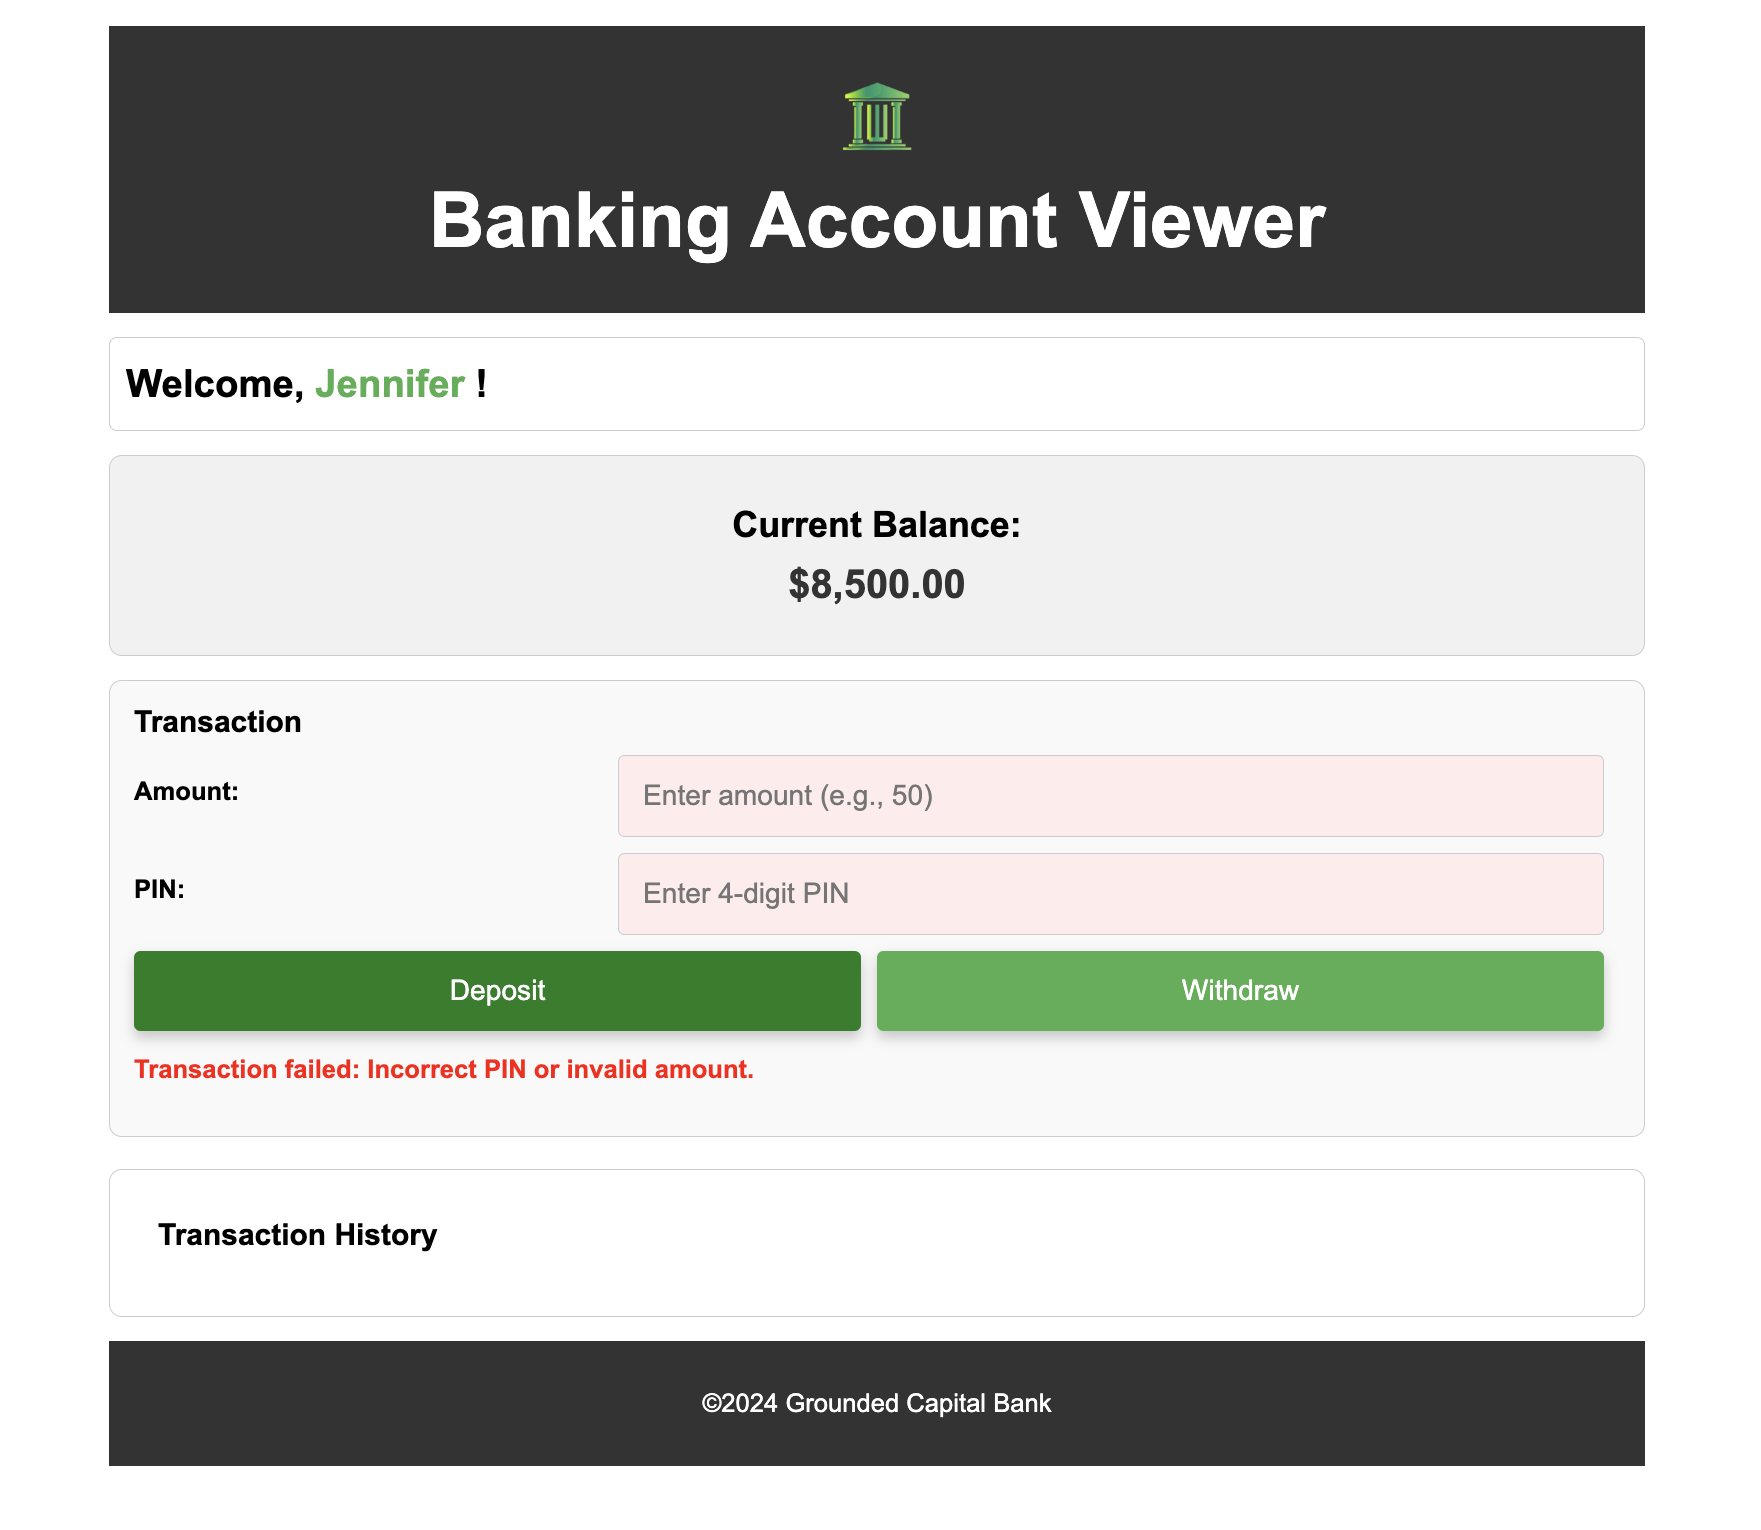 Banking Account Viewer
Welcome, Jennifer !
Current Balance:
$8,500.00
Transaction
Amount:
Enter amount (e.g., 50)
PIN:
Enter 4-digit PIN
Deposit
Withdraw
Transaction failed: Incorrect PIN or invalid amount.
Transaction History
©2024 Grounded Capital Bank